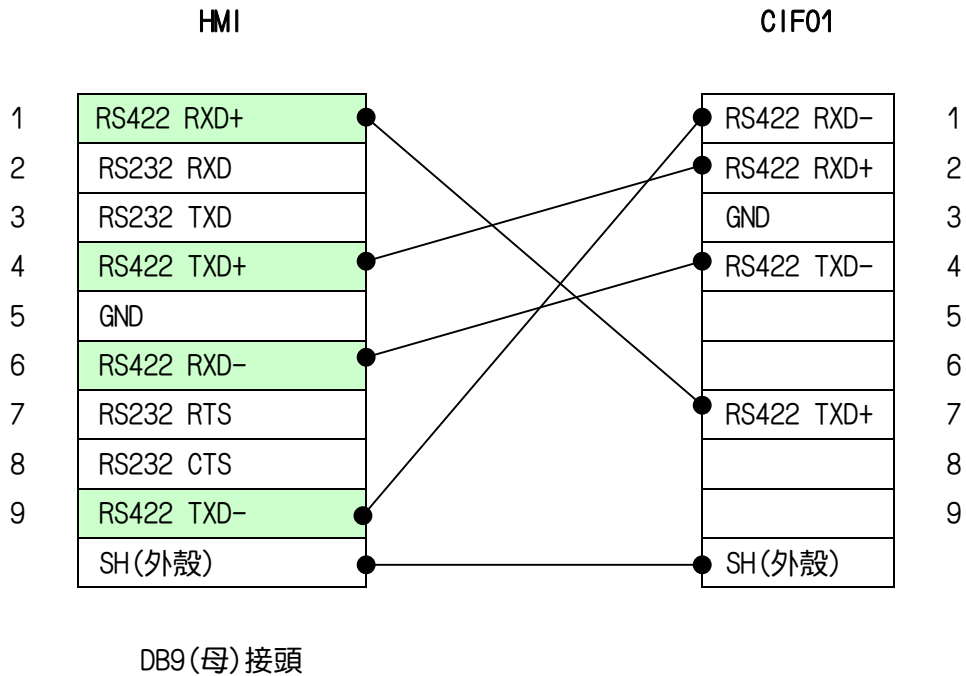 HMI CIF01
1 RS422 RXD+ RS422 RXD- 1
2 RS232 RXD RS422 RXD+ 2
3 RS232 TXD GND 3
4 RS422 TXD+ RS422 TXD- 4
5 GND 5
6 RS422 RXD- 6
7 RS232 RTS RS422 TXD+ 7
8 RS232 CTS 8
9 RS422 TXD- 9
SH(外殼) SH(外殼)
DB9(母)接頭